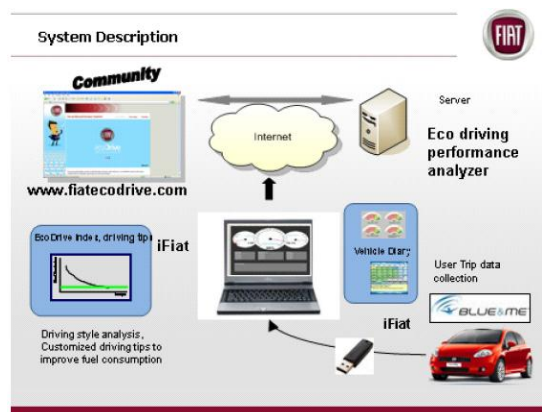 System Description
FIAT
Community
www.fiatecodrive.com
Internet
Server
Eco driving
performance
analyzer
EcoDrive Index, driving tips
iFiat
Vehicle Diary
User Trip data
collection
BLUE&ME
iFiat
Driving style analysis,
Customized driving tips to
improve fuel consumption